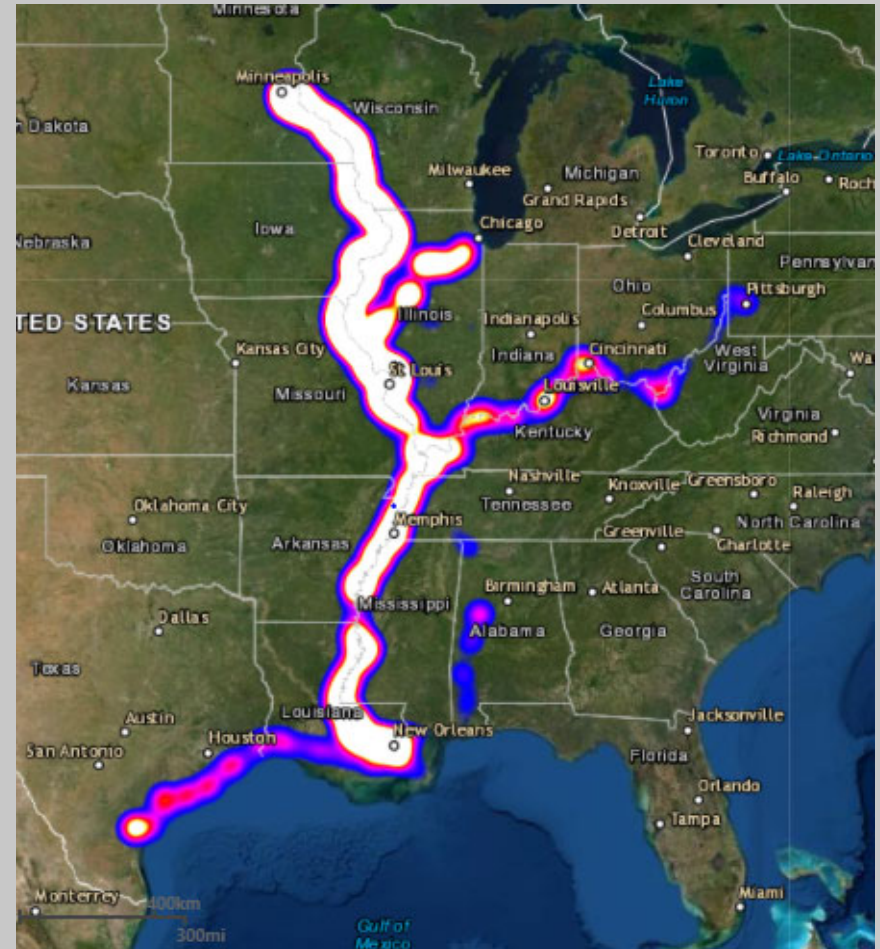 Minnesota
Minneapolis
Wisconsin
Lake
Huron
n Dakota
Toronto
Lake Ontario
Milwaukee
Michigan
Buffalo
Roch
Grand Rapids
Chicago
Detroit
Iowa
Nebraska
Cleveland
Pennsylvan
Ohio
Pittsburgh
Illinois
Columbus
TED STATES
Indianapolis
Kansas City
Indiana
Cincinnati
West
Virginia
Wa
St Louis
Kansas
Missouri
Louisville
Virginia
Kentucky
Richmond
Nashville
Knoxville
Greensboro
Tennessee
Raleigh
Oklahoma City
Memphis
North Carolina
Oklahoma
Arkansas
Greenville
Charlotte
South
Carolina
Birmingham
Atlanta
Mississippi
Dallas
Alabama
Georgia
Texas
Louisiana
Austin
New Orleans
Jacksonville
San Antonio
Houston
Florida
Orlando
Tampa
Monterrey
400km
300mi
Miami
Gulf of
Mexico